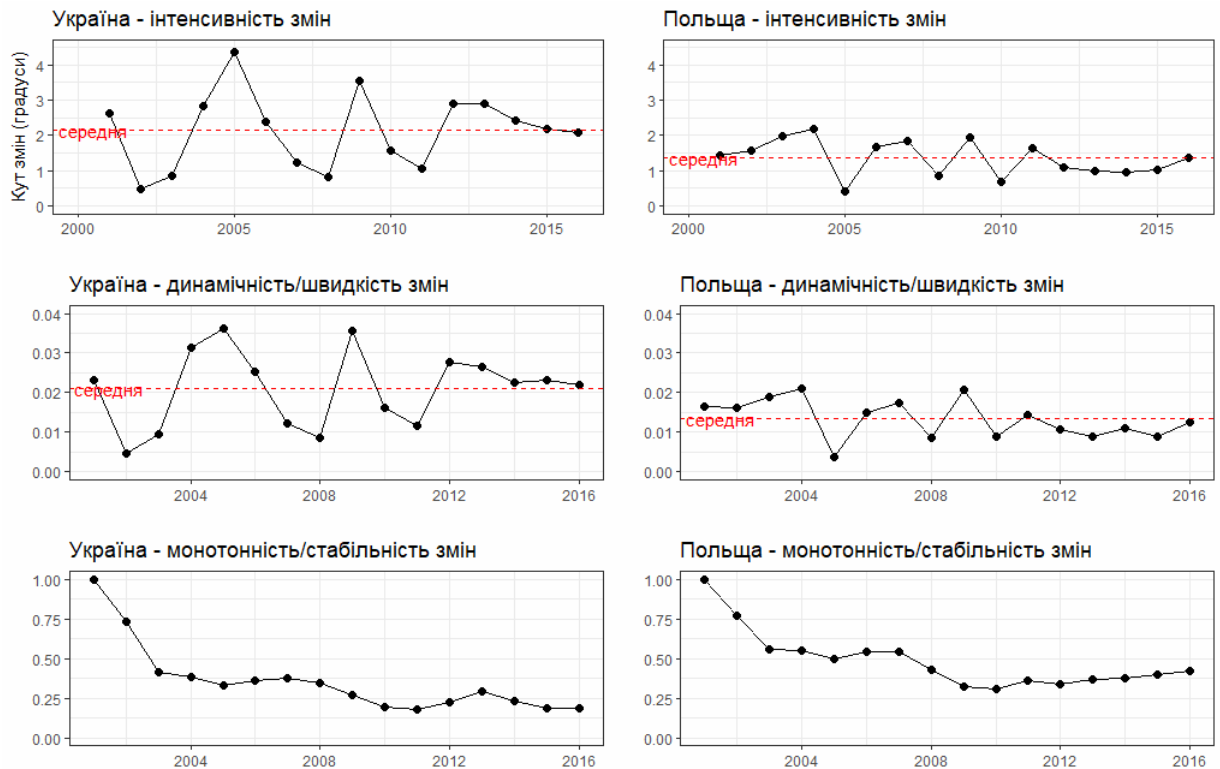 Україна - інтенсивність змін
Кут змін (градуси)
4
3
2
1
0
середня
2000 2005 2010 2015
Польща - інтенсивність змін
4
3
2
1
0
середня
2000 2005 2010 2015
Україна - динамічність/швидкість змін
0.04
0.03
0.02
0.01
0.00
середня
2004 2008 2012 2016
Польща - динамічність/швидкість змін
0.04
0.03
0.02
0.01
0.00
середня
2004 2008 2012 2016
Україна - монотонність/стабільність змін
1.00
0.75
0.50
0.25
0.00
2004 2008 2012 2016
Польща - монотонність/стабільність змін
1.00
0.75
0.50
0.25
0.00
2004 2008 2012 2016